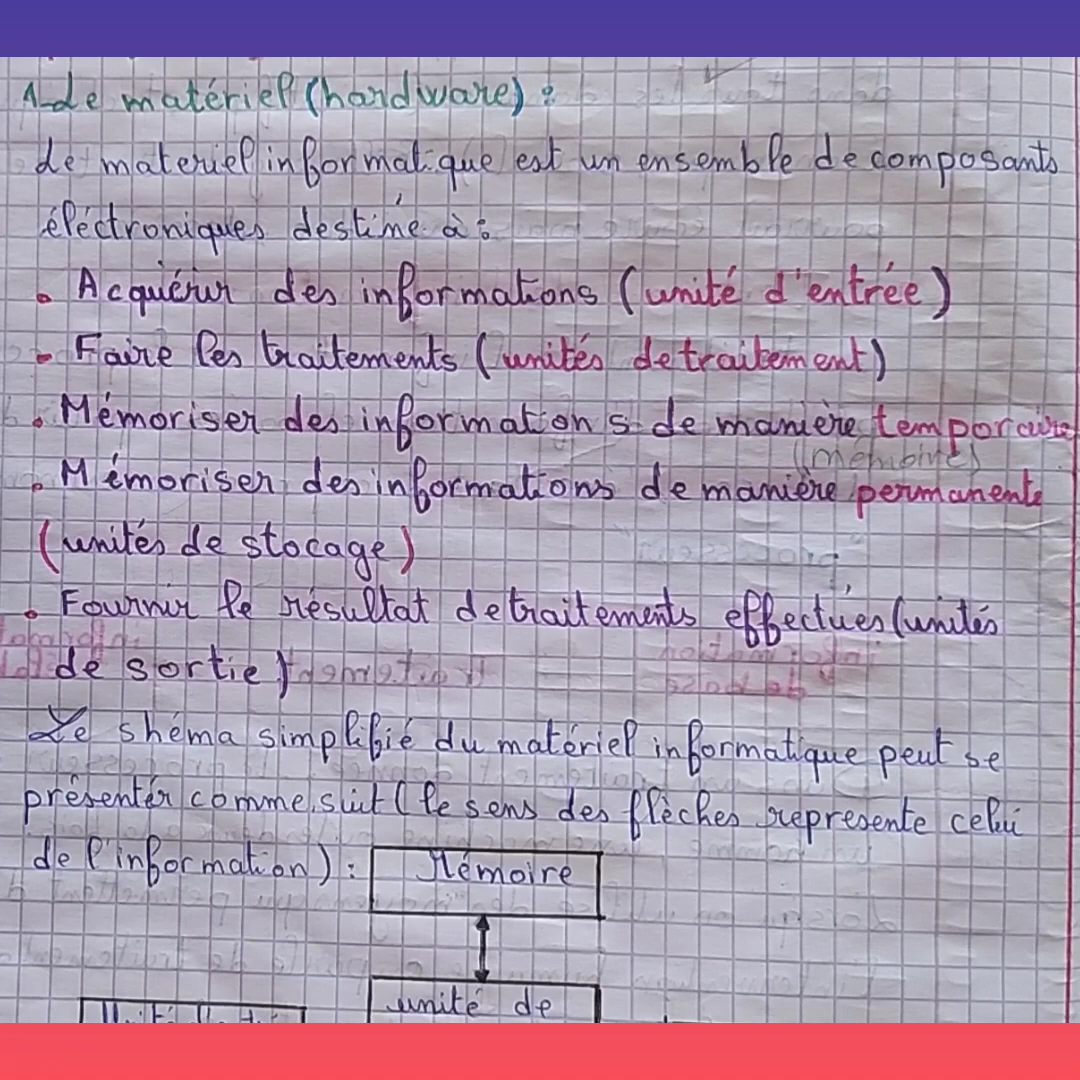 1-Le matériel (hardware) :
Le materiel informatique est un ensemble de composants
éléctroniques destiné à :
• Acquérir des informations (unité d'entrée)
• Faire les traitements (unités de traitement)
• Mémoriser des informations de manière temporaire
(memoire)
• Mémoriser des informations de manière permanente
(unités de stocage)
• Fournir le résultat de traitements effectués (unités
de sortie)
Le shéma simplifié du matériel informatique peut se
présenter comme suit (le sens des flèches represente celui
de l'information) :
Mémoire
unité de